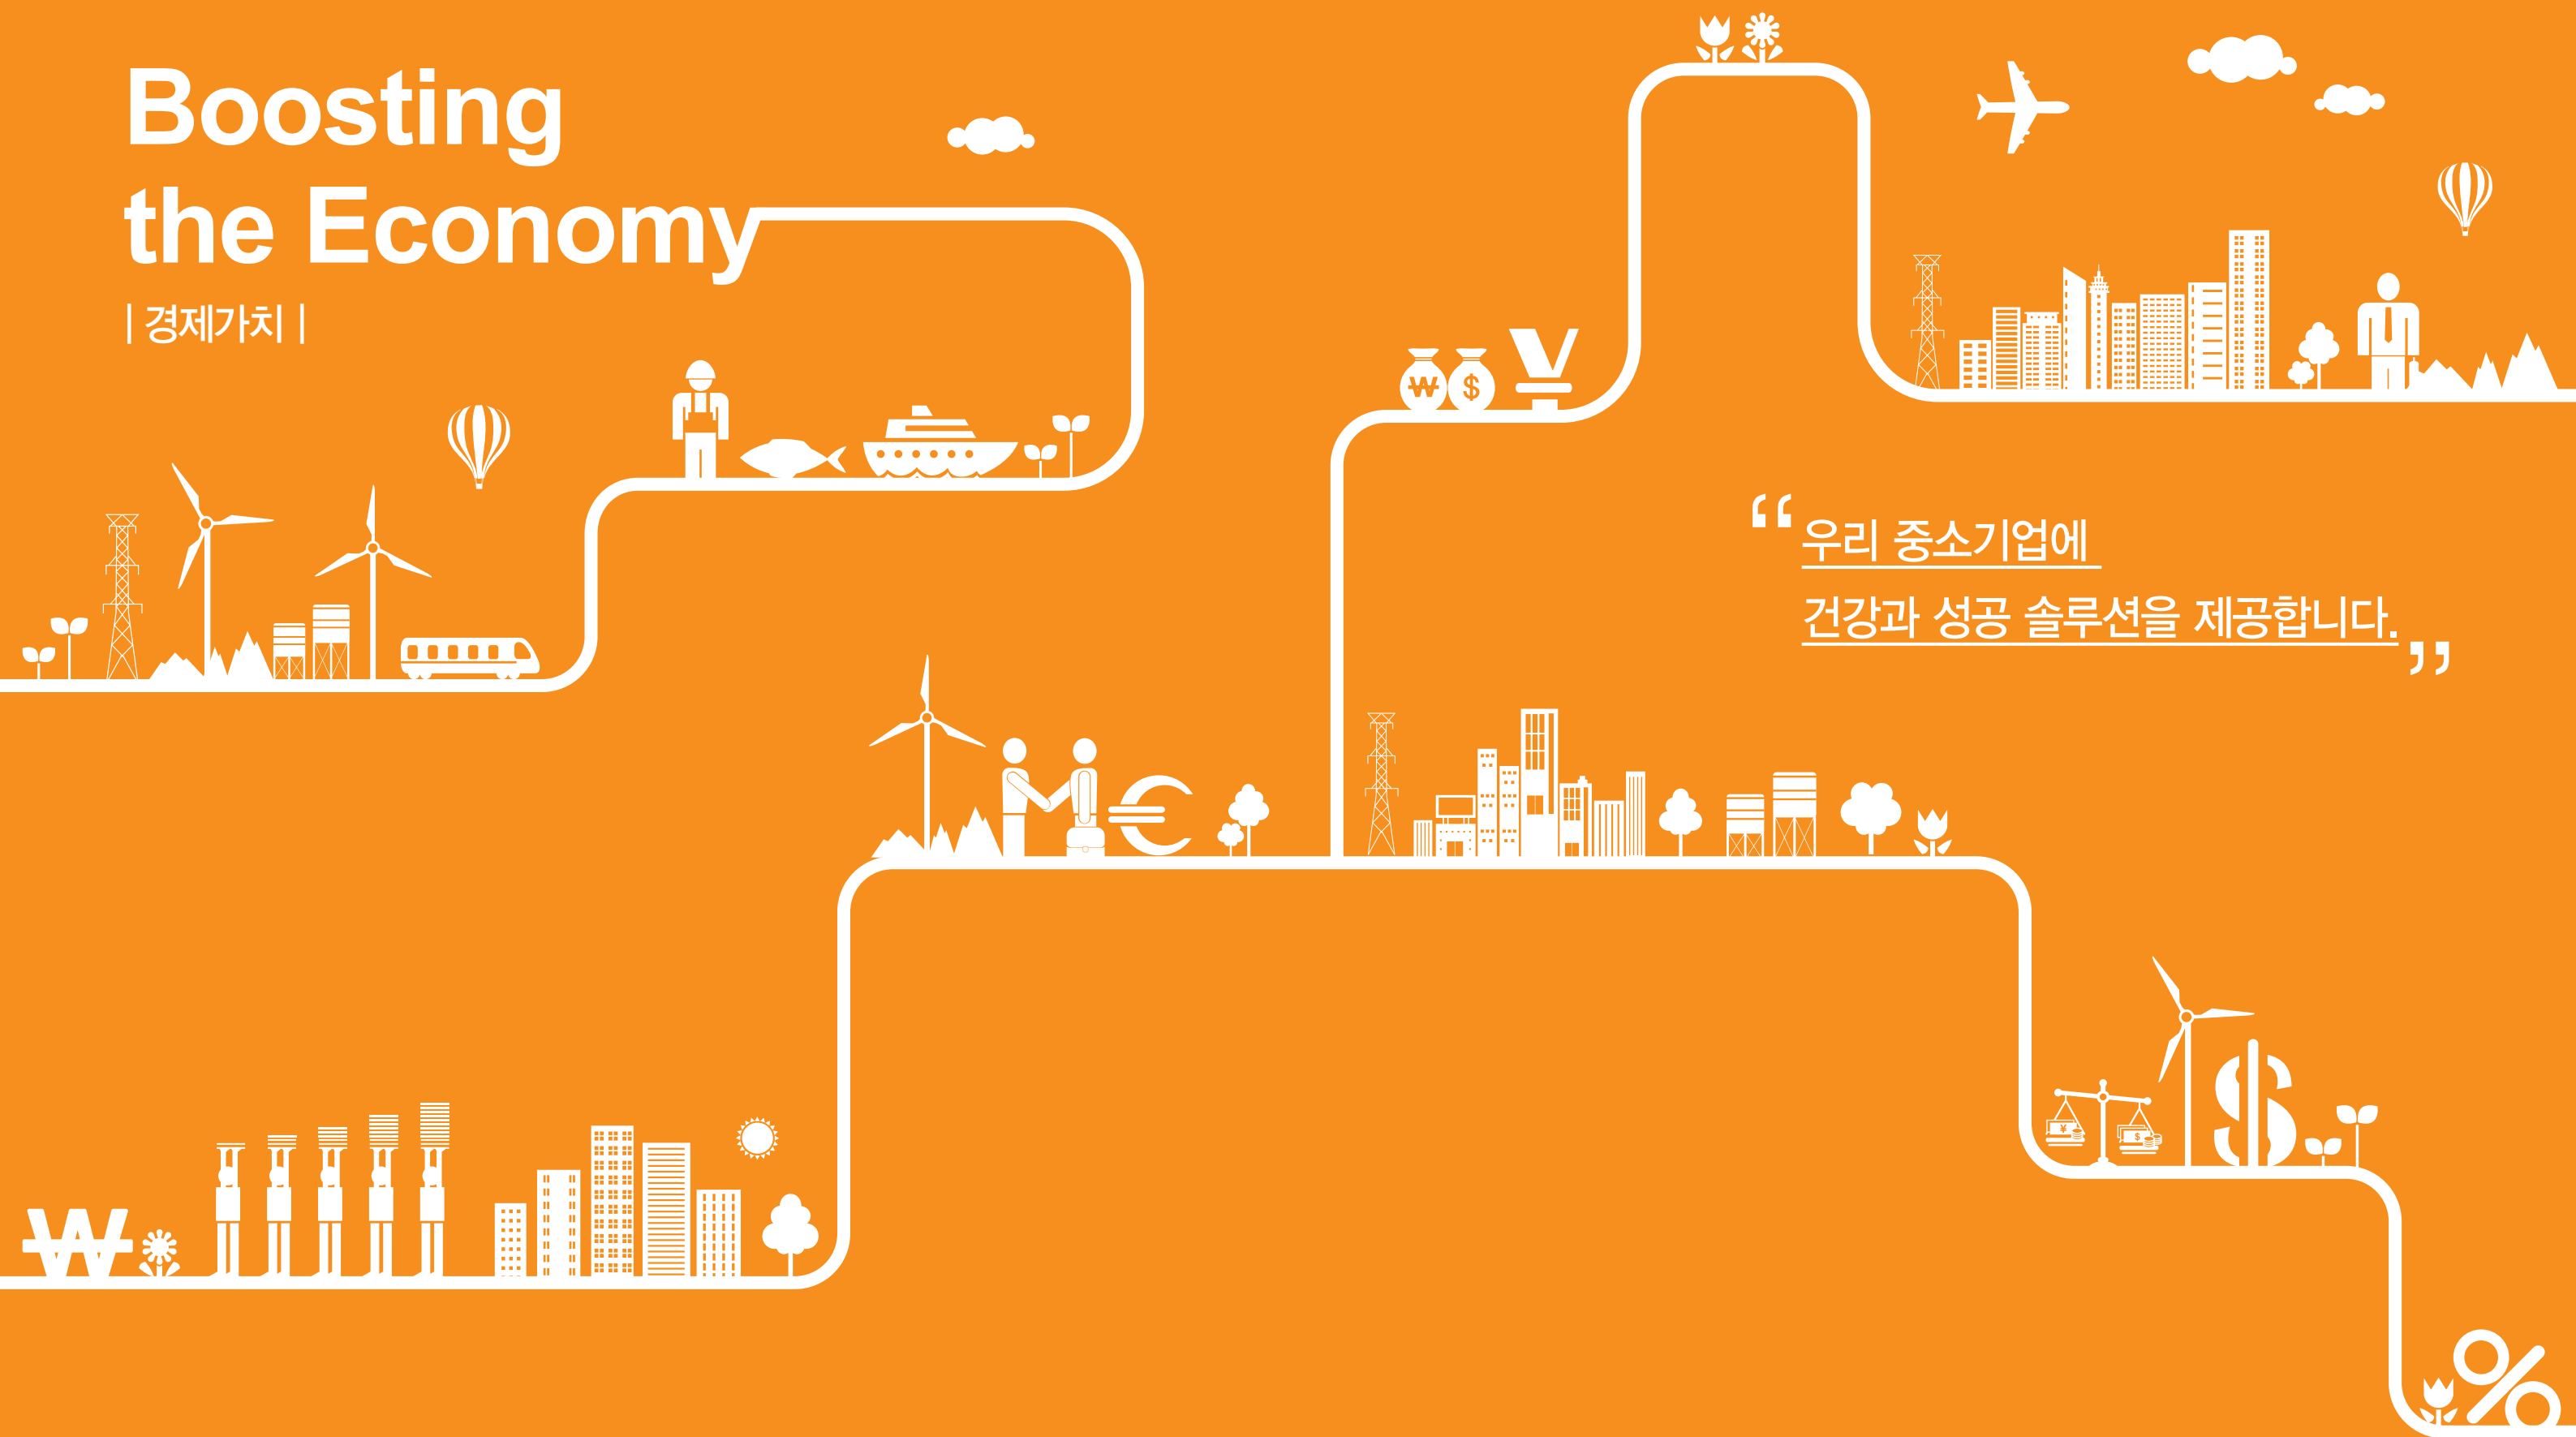 Boosting
the Economy
| 경제가치 |
₩ $ ¥
“우리 중소기업에
건강과 성공 솔루션을 제공합니다.”
€
¥ $ $
₩
%